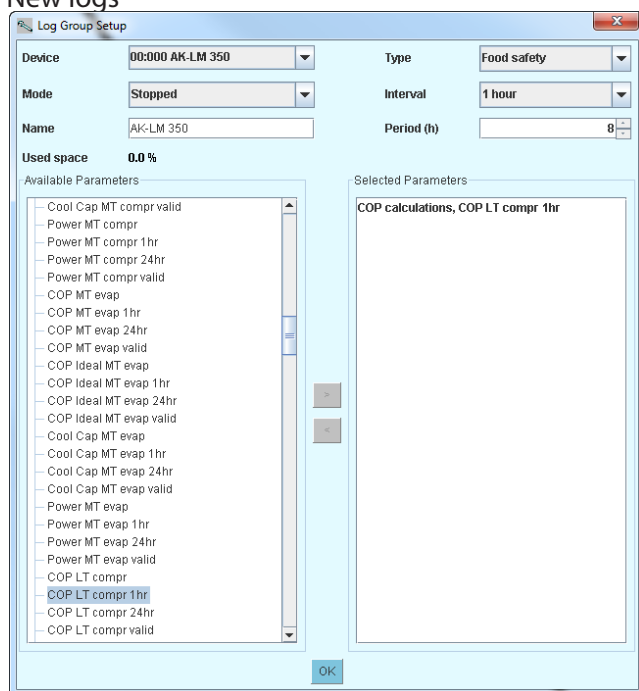 New logs
Log Group Setup
Device 00:000 AK-LM 350 Type Food safety
Mode Stopped Interval 1 hour
Name AK-LM 350 Period (h) 8
Used space 0.0 %
Available Parameters
Cool Cap MT compr valid
Power MT compr
Power MT compr 1hr
Power MT compr 24hr
Power MT compr valid
COP MT evap
COP MT evap 1hr
COP MT evap 24hr
COP MT evap valid
COP Ideal MT evap
COP Ideal MT evap 1hr
COP Ideal MT evap 24hr
COP Ideal MT evap valid
Cool Cap MT evap
Cool Cap MT evap 1hr
Cool Cap MT evap 24hr
Cool Cap MT evap valid
Power MT evap
Power MT evap 1hr
Power MT evap 24hr
Power MT evap valid
COP LT compr
COP LT compr 1hr
COP LT compr 24hr
COP LT compr valid
>
<
Selected Parameters
COP calculations, COP LT compr 1hr
OK